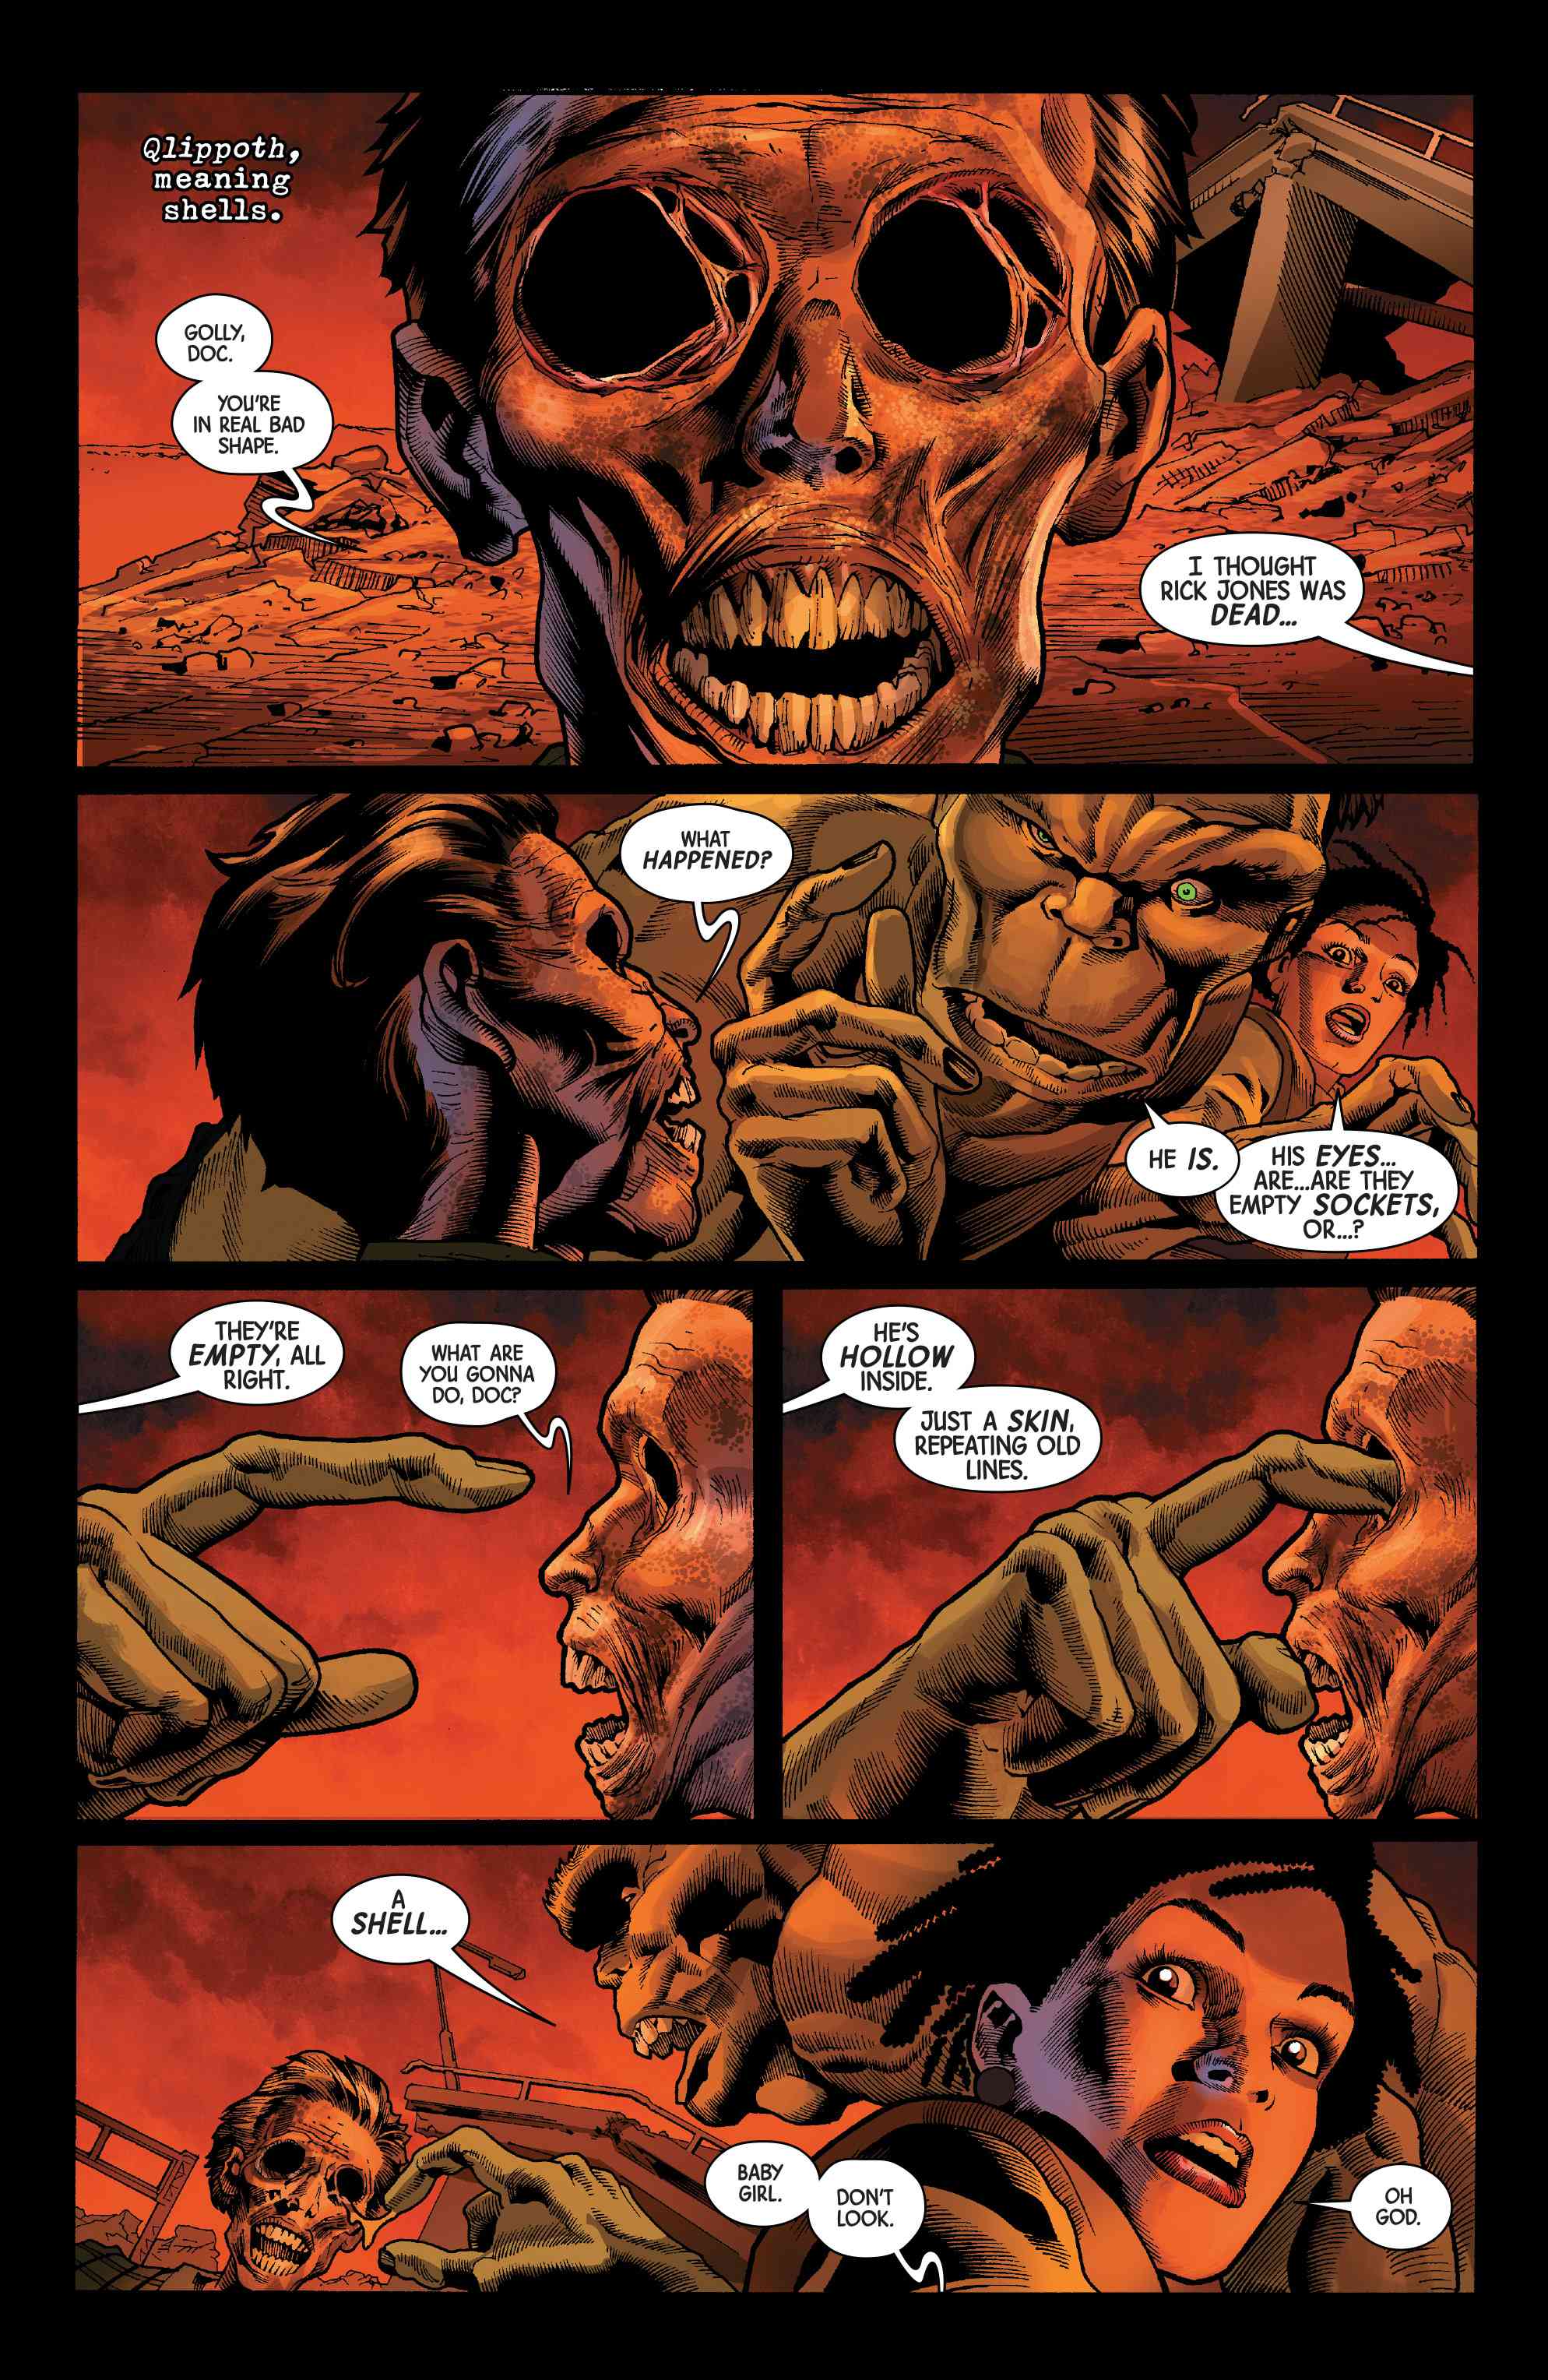 Qlippoth,
meaning
shells.
GOLLY,
DOC.
YOU'RE
IN REAL BAD
SHAPE.
I THOUGHT
RICK JONES WAS
DEAD...
WHAT
HAPPENED?
HE IS.
HIS EYES...
ARE...ARE THEY
EMPTY SOCKETS,
OR...?
THEY'RE
EMPTY, ALL
RIGHT.
WHAT ARE
YOU GONNA
DO, DOC?
HE'S
HOLLOW
INSIDE.
JUST A SKIN,
REPEATING OLD
LINES.
A
SHELL...
BABY
GIRL.
DON'T
LOOK.
OH
GOD.